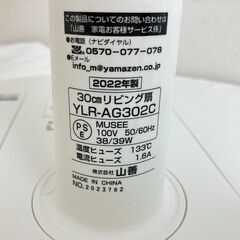 この製品についてのお問い合わせは
「山善 家電お客様サービス係」
●お電話（ナビダイヤル）
0570-077-078
●Eメール
info_m@yamazen.co.jp
2022年製
30cmリビング扇
YLR-AG302C
PSE
MUSEE
100V 50/60Hz
38/39W
温度ヒューズ 133℃
電流ヒューズ 1.6A
株式会社 山善
MADE IN CHINA
NO.2023782